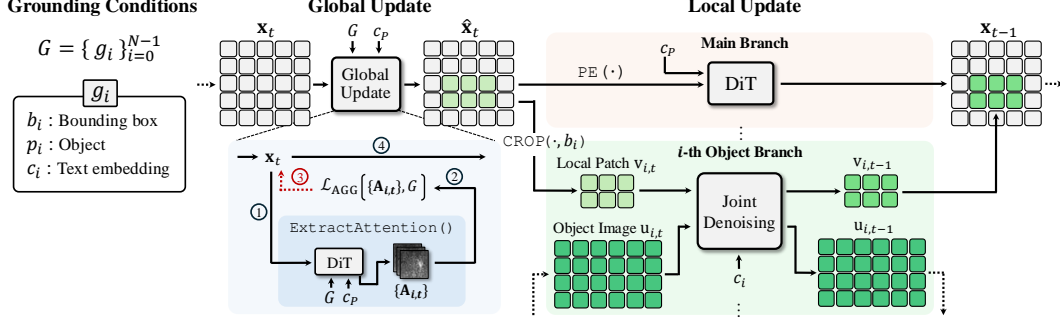 Grounding Conditions
G = { g_i }_{i=0}^{N-1}
g_i
b_i : Bounding box
p_i : Object
c_i : Text embedding
Global Update
x_t
G
c_P
x̂_t
Global
Update
x_t
④
③
ℒ_AGG({A_{i,t}}, G)
②
①
ExtractAttention()
DiT
G
c_P
{A_{i,t}}
Local Update
Main Branch
c_P
PE(·)
DiT
x_{t-1}
CROP(·, b_i)
i-th Object Branch
Local Patch v_{i,t}
v_{i,t-1}
Joint
Denoising
Object Image u_{i,t}
u_{i,t-1}
c_i